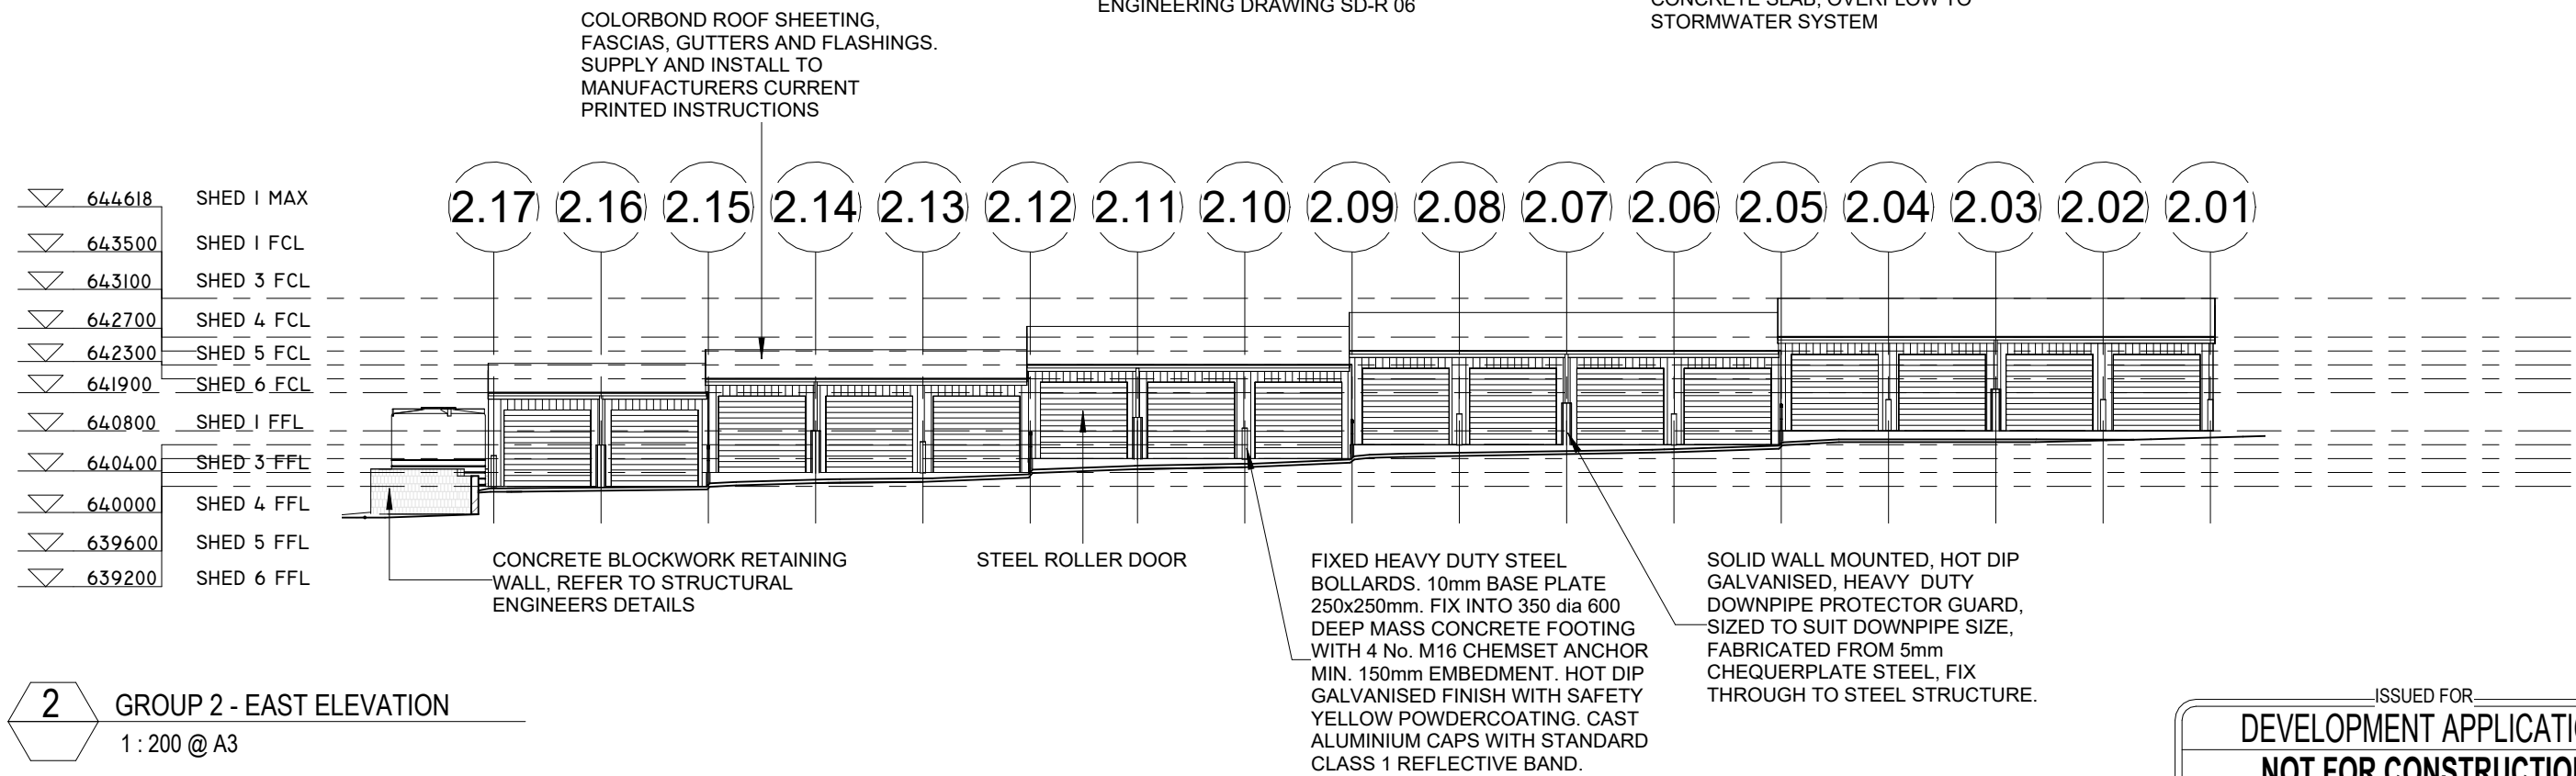 ENGINEERING DRAWING SD-R 06
CONCRETE SLAB, OVERFLOW TO
STORMWATER SYSTEM
COLORBOND ROOF SHEETING,
FASCIAS, GUTTERS AND FLASHINGS.
SUPPLY AND INSTALL TO
MANUFACTURERS CURRENT
PRINTED INSTRUCTIONS
2.17 2.16 2.15 2.14 2.13 2.12 2.11 2.10 2.09 2.08 2.07 2.06 2.05 2.04 2.03 2.02 2.01
644618 SHED 1 MAX
643500 SHED 1 FCL
643100 SHED 3 FCL
642700 SHED 4 FCL
642300 SHED 5 FCL
641900 SHED 6 FCL
640800 SHED 1 FFL
640400 SHED 3 FFL
640000 SHED 4 FFL
639600 SHED 5 FFL
639200 SHED 6 FFL
CONCRETE BLOCKWORK RETAINING
WALL, REFER TO STRUCTURAL
ENGINEERS DETAILS
STEEL ROLLER DOOR
FIXED HEAVY DUTY STEEL
BOLLARDS. 10mm BASE PLATE
250x250mm. FIX INTO 350 dia 600
DEEP MASS CONCRETE FOOTING
WITH 4 No. M16 CHEMSET ANCHOR
MIN. 150mm EMBEDMENT. HOT DIP
GALVANISED FINISH WITH SAFETY
YELLOW POWDERCOATING. CAST
ALUMINIUM CAPS WITH STANDARD
CLASS 1 REFLECTIVE BAND.
SOLID WALL MOUNTED, HOT DIP
GALVANISED, HEAVY DUTY
DOWNPIPE PROTECTOR GUARD,
SIZED TO SUIT DOWNPIPE SIZE,
FABRICATED FROM 5mm
CHEQUERPLATE STEEL, FIX
THROUGH TO STEEL STRUCTURE.
2 GROUP 2 - EAST ELEVATION
1 : 200 @ A3
ISSUED FOR
DEVELOPMENT APPLICATIO
NOT FOR CONSTRUCTION